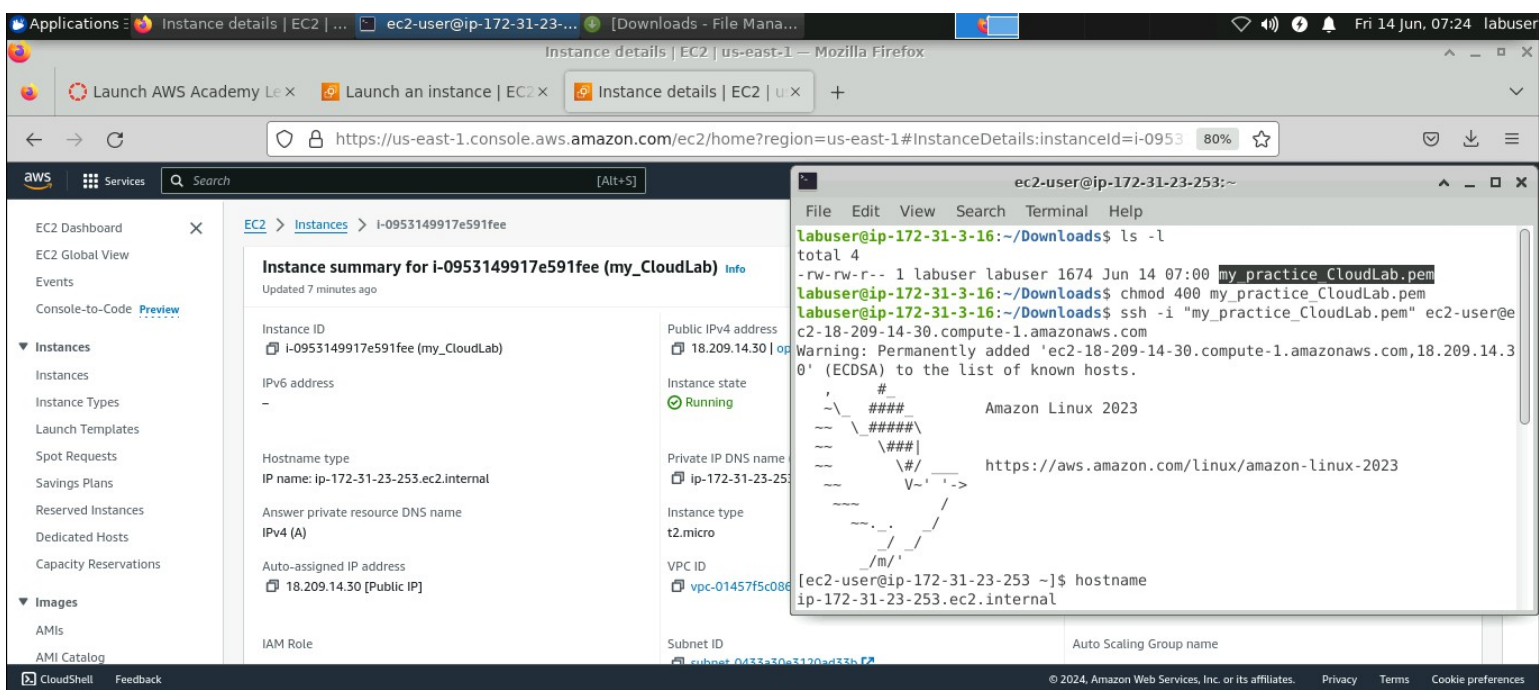 Applications
Instance details | EC2 | ...
ec2-user@ip-172-31-23-...
[Downloads - File Mana...
Fri 14 Jun, 07:24 labuser
Instance details | EC2 | us-east-1 — Mozilla Firefox
Launch AWS Academy Le
Launch an instance | EC2
Instance details | EC2 | u
https://us-east-1.console.aws.amazon.com/ec2/home?region=us-east-1#InstanceDetails:instanceId=i-0953
80%
aws
Services
Search
[Alt+S]
EC2 Dashboard
EC2 Global View
Events
Console-to-Code Preview
Instances
Instances
Instance Types
Launch Templates
Spot Requests
Savings Plans
Reserved Instances
Dedicated Hosts
Capacity Reservations
Images
AMIs
AMI Catalog
EC2 > Instances > i-0953149917e591fee
Instance summary for i-0953149917e591fee (my_CloudLab) Info
Updated 7 minutes ago
Instance ID
i-0953149917e591fee (my_CloudLab)
IPv6 address
–
Hostname type
IP name: ip-172-31-23-253.ec2.internal
Answer private resource DNS name
IPv4 (A)
Auto-assigned IP address
18.209.14.30 [Public IP]
IAM Role
Public IPv4 address
18.209.14.30 | op
Instance state
Running
Private IP DNS name
ip-172-31-23-253
Instance type
t2.micro
VPC ID
vpc-01457f5c086
Subnet ID
subnet-0433a30e3120ad33b
Auto Scaling Group name
ec2-user@ip-172-31-23-253:~
File Edit View Search Terminal Help
labuser@ip-172-31-3-16:~/Downloads$ ls -l
total 4
-rw-rw-r-- 1 labuser labuser 1674 Jun 14 07:00 my_practice_CloudLab.pem
labuser@ip-172-31-3-16:~/Downloads$ chmod 400 my_practice_CloudLab.pem
labuser@ip-172-31-3-16:~/Downloads$ ssh -i "my_practice_CloudLab.pem" ec2-user@e
c2-18-209-14-30.compute-1.amazonaws.com
Warning: Permanently added 'ec2-18-209-14-30.compute-1.amazonaws.com,18.209.14.3
0' (ECDSA) to the list of known hosts.
   ,     #_
   ~\_  ####_        Amazon Linux 2023
  ~~  \_#####\
  ~~     \###|
  ~~       \#/ ___   https://aws.amazon.com/linux/amazon-linux-2023
   ~~       V~' '->
    ~~~         /
      ~~._.   _/
         _/ _/
       _/m/'
[ec2-user@ip-172-31-23-253 ~]$ hostname
ip-172-31-23-253.ec2.internal
CloudShell
Feedback
© 2024, Amazon Web Services, Inc. or its affiliates.
Privacy
Terms
Cookie preferences